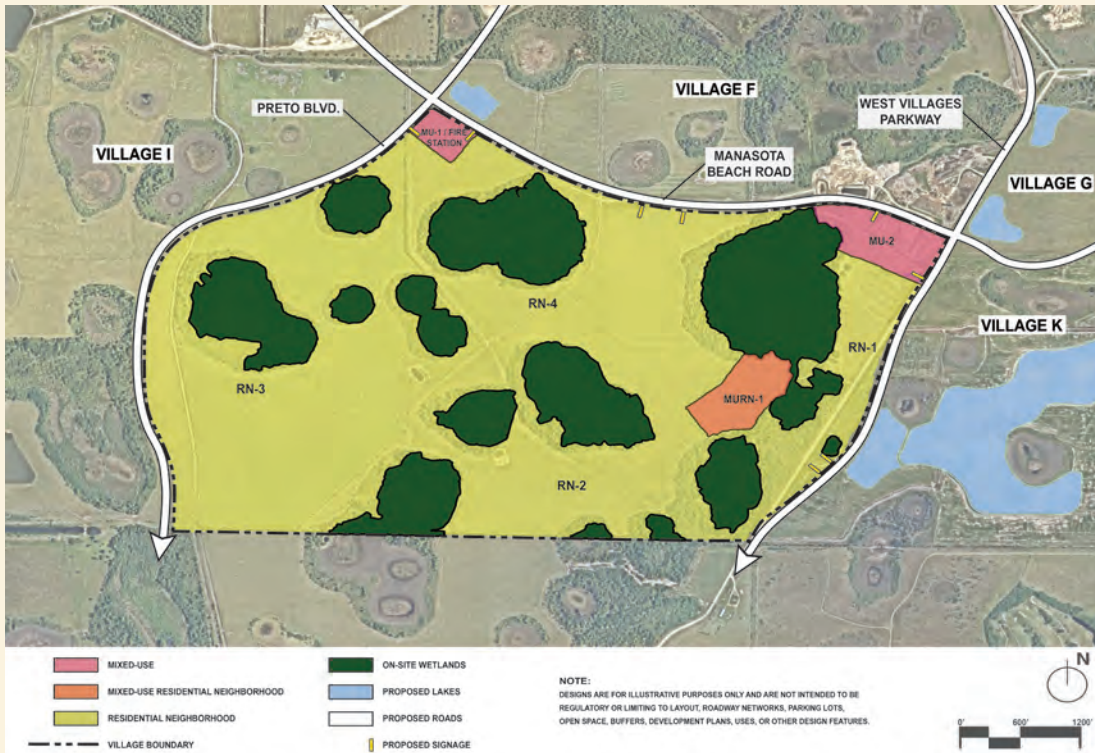 VILLAGE F
WEST VILLAGES
PARKWAY
PRETO BLVD.
MU-1 / FIRE
STATION
VILLAGE I
MANASOTA
BEACH ROAD
VILLAGE G
MU-2
RN-4
VILLAGE K
RN-1
RN-3
MURN-1
RN-2
MIXED-USE
MIXED-USE RESIDENTIAL NEIGHBORHOOD
RESIDENTIAL NEIGHBORHOOD
VILLAGE BOUNDARY
ON-SITE WETLANDS
PROPOSED LAKES
PROPOSED ROADS
PROPOSED SIGNAGE
NOTE:
DESIGNS ARE FOR ILLUSTRATIVE PURPOSES ONLY AND ARE NOT INTENDED TO BE
REGULATORY OR LIMITING TO LAYOUT, ROADWAY NETWORKS, PARKING LOTS,
OPEN SPACE, BUFFERS, DEVELOPMENT PLANS, USES, OR OTHER DESIGN FEATURES.
N
0' 600' 1200'